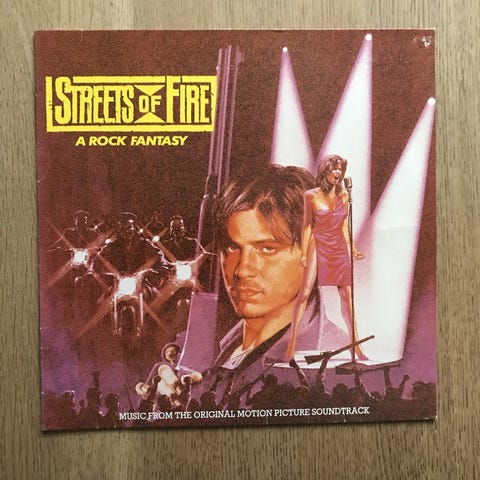 STREETS OF FIRE
A ROCK FANTASY
MUSIC FROM THE ORIGINAL MOTION PICTURE SOUNDTRACK